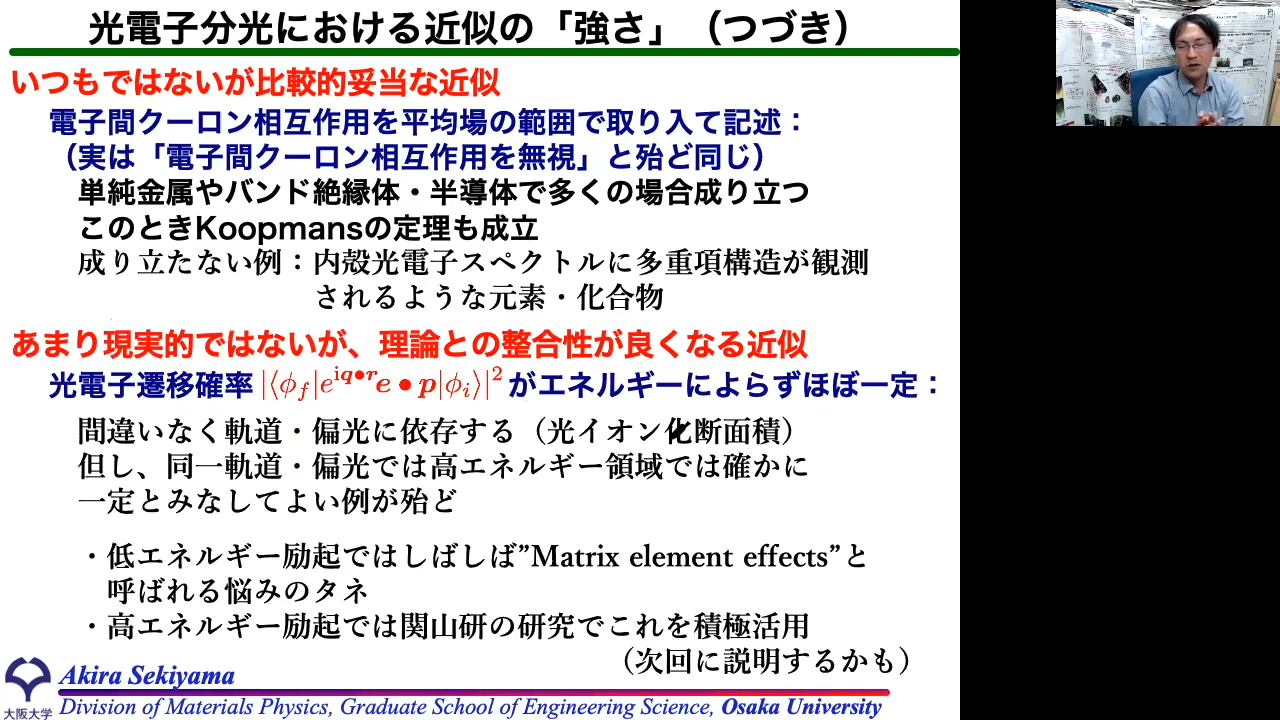 光電子分光における近似の「強さ」（つづき）
いつもではないが比較的妥当な近似
電子間クーロン相互作用を平均場の範囲で取り入て記述：
（実は「電子間クーロン相互作用を無視」と殆ど同じ）
単純金属やバンド絶縁体・半導体で多くの場合成り立つ
このときKoopmansの定理も成立
成り立たない例：内殻光電子スペクトルに多重項構造が観測
されるような元素・化合物
あまり現実的ではないが、理論との整合性が良くなる近似
光電子遷移確率 |⟨ϕf|e^{iq•r}e•p|ϕi⟩|² がエネルギーによらずほぼ一定：
間違いなく軌道・偏光に依存する（光イオン化断面積）
但し、同一軌道・偏光では高エネルギー領域では確かに
一定とみなしてよい例が殆ど
・低エネルギー励起ではしばしば”Matrix element effects”と
呼ばれる悩みのタネ
・高エネルギー励起では関山研の研究でこれを積極活用
（次回に説明するかも）
Akira Sekiyama
大阪大学 Division of Materials Physics, Graduate School of Engineering Science, Osaka University